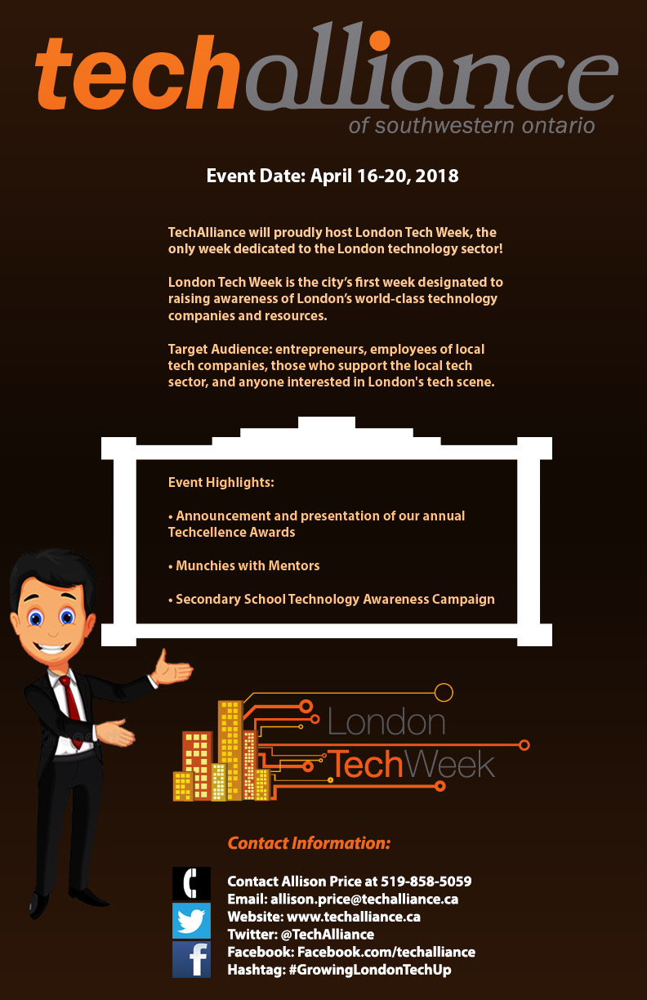 techalliance
of southwestern ontario
Event Date: April 16-20, 2018
TechAlliance will proudly host London Tech Week, the
only week dedicated to the London technology sector!
London Tech Week is the city’s first week designated to
raising awareness of London’s world-class technology
companies and resources.
Target Audience: entrepreneurs, employees of local
tech companies, those who support the local tech
sector, and anyone interested in London's tech scene.
Event Highlights:
• Announcement and presentation of our annual
Techcellence Awards
• Munchies with Mentors
• Secondary School Technology Awareness Campaign
London
TechWeek
Contact Information:
Contact Allison Price at 519-858-5059
Email: allison.price@techalliance.ca
Website: www.techalliance.ca
Twitter: @TechAlliance
Facebook: Facebook.com/techalliance
Hashtag: #GrowingLondonTechUp